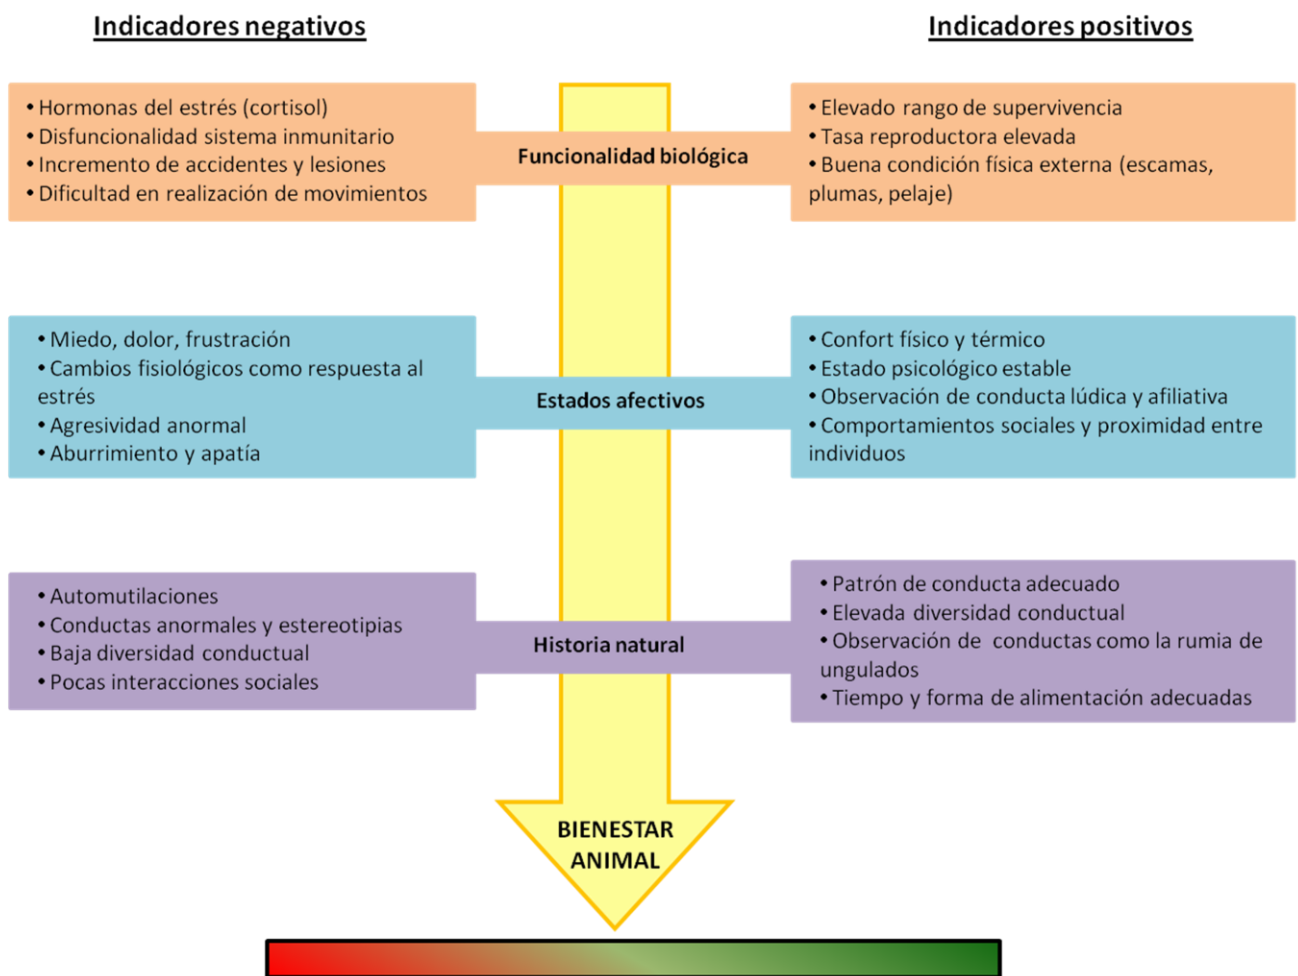 Indicadores negativos
Indicadores positivos
• Hormonas del estrés (cortisol)
• Disfuncionalidad sistema inmunitario
• Incremento de accidentes y lesiones
• Dificultad en realización de movimientos
Funcionalidad biológica
• Elevado rango de supervivencia
• Tasa reproductora elevada
• Buena condición física externa (escamas,
plumas, pelaje)
• Miedo, dolor, frustración
• Cambios fisiológicos como respuesta al
estrés
• Agresividad anormal
• Aburrimiento y apatía
Estados afectivos
• Confort físico y térmico
• Estado psicológico estable
• Observación de conducta lúdica y afiliativa
• Comportamientos sociales y proximidad entre
individuos
• Automutilaciones
• Conductas anormales y estereotipias
• Baja diversidad conductual
• Pocas interacciones sociales
Historia natural
• Patrón de conducta adecuado
• Elevada diversidad conductual
• Observación de conductas como la rumia de
ungulados
• Tiempo y forma de alimentación adecuadas
BIENESTAR
ANIMAL